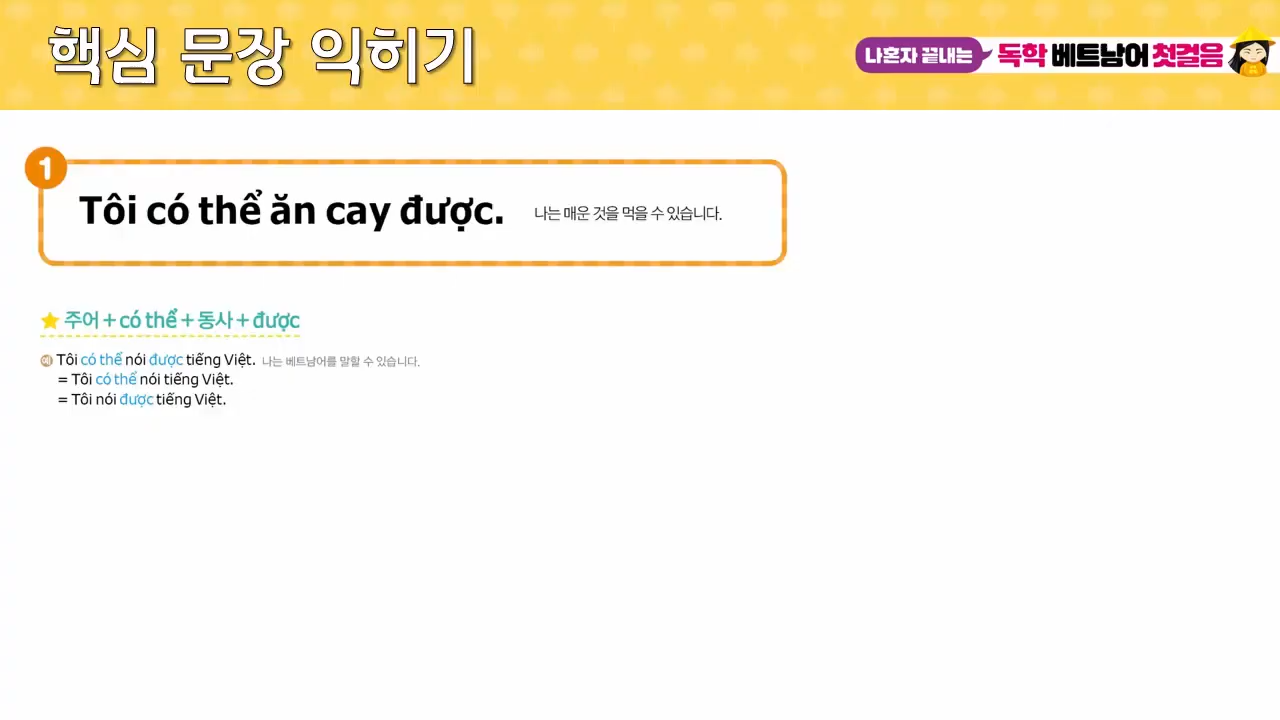 핵심 문장 익히기
나혼자 끝내는 독학 베트남어 첫걸음
1
Tôi có thể ăn cay được. 나는 매운 것을 먹을 수 있습니다.
주어 + có thể + 동사 + được
예 Tôi có thể nói được tiếng Việt. 나는 베트남어를 말할 수 있습니다.
= Tôi có thể nói tiếng Việt.
= Tôi nói được tiếng Việt.